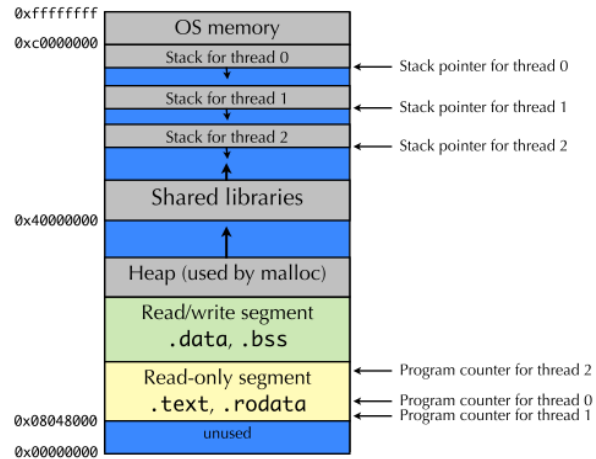 0xffffffff
OS memory
0xc0000000
Stack for thread 0
Stack pointer for thread 0
Stack for thread 1
Stack pointer for thread 1
Stack for thread 2
Stack pointer for thread 2
Shared libraries
0x40000000
Heap (used by malloc)
Read/write segment
.data, .bss
Program counter for thread 2
Read-only segment
.text, .rodata
Program counter for thread 0
Program counter for thread 1
0x08048000
unused
0x00000000